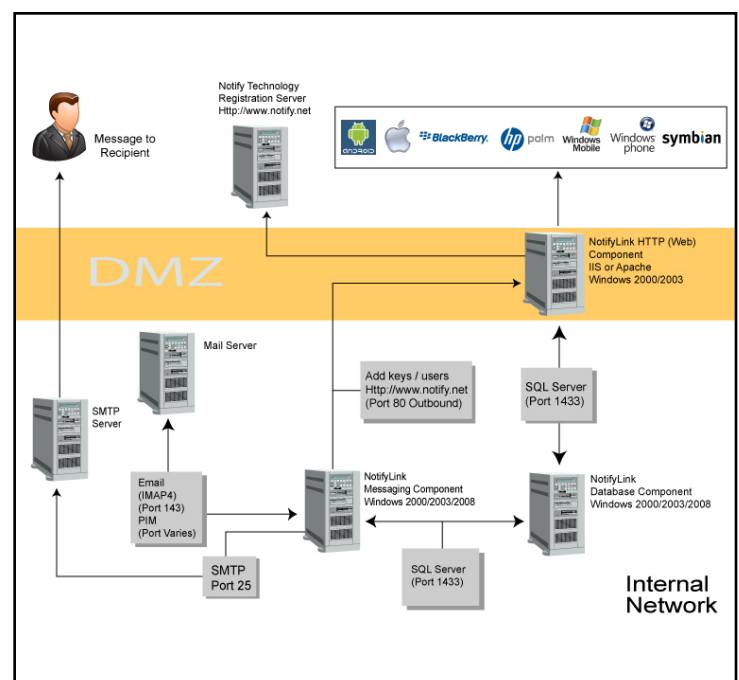 Notify Technology
Registration Server
Http://www.notify.net
Message to
Recipient
ANDROID
BlackBerry.
hp palm
Windows
Mobile
Windows
phone
symbian
DMZ
NotifyLink HTTP (Web)
Component
IIS or Apache
Windows 2000/2003
Mail Server
Add keys / users
Http://www.notify.net
(Port 80 Outbound)
SQL Server
(Port 1433)
SMTP
Server
Email
(IMAP4)
(Port 143)
PIM
(Port Varies)
NotifyLink
Messaging Component
Windows 2000/2003/2008
NotifyLink
Database Component
Windows 2000/2003/2008
SMTP
Port 25
SQL Server
(Port 1433)
Internal
Network